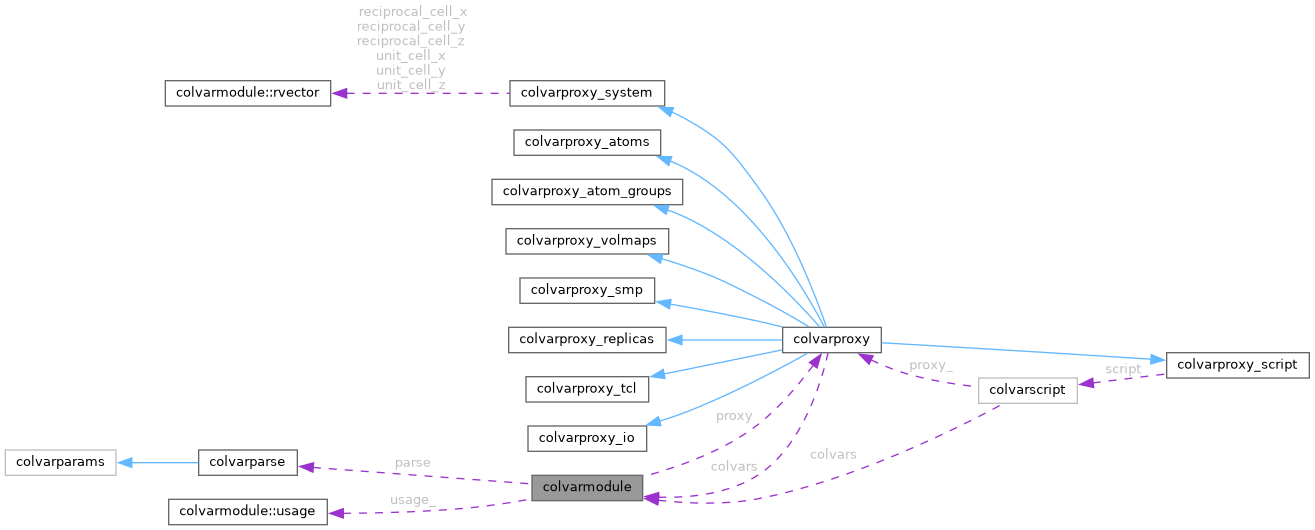 reciprocal_cell_x
reciprocal_cell_y
reciprocal_cell_z
unit_cell_x
unit_cell_y
unit_cell_z
colvarmodule::rvector
colvarproxy_system
colvarproxy_atoms
colvarproxy_atom_groups
colvarproxy_volmaps
colvarproxy_smp
colvarproxy_replicas
colvarproxy
colvarproxy_script
proxy_
script
colvarproxy_tcl
colvarscript
proxy
colvarproxy_io
colvars
colvarparams
colvarparse
parse
colvars
colvarmodule
usage_
colvarmodule::usage